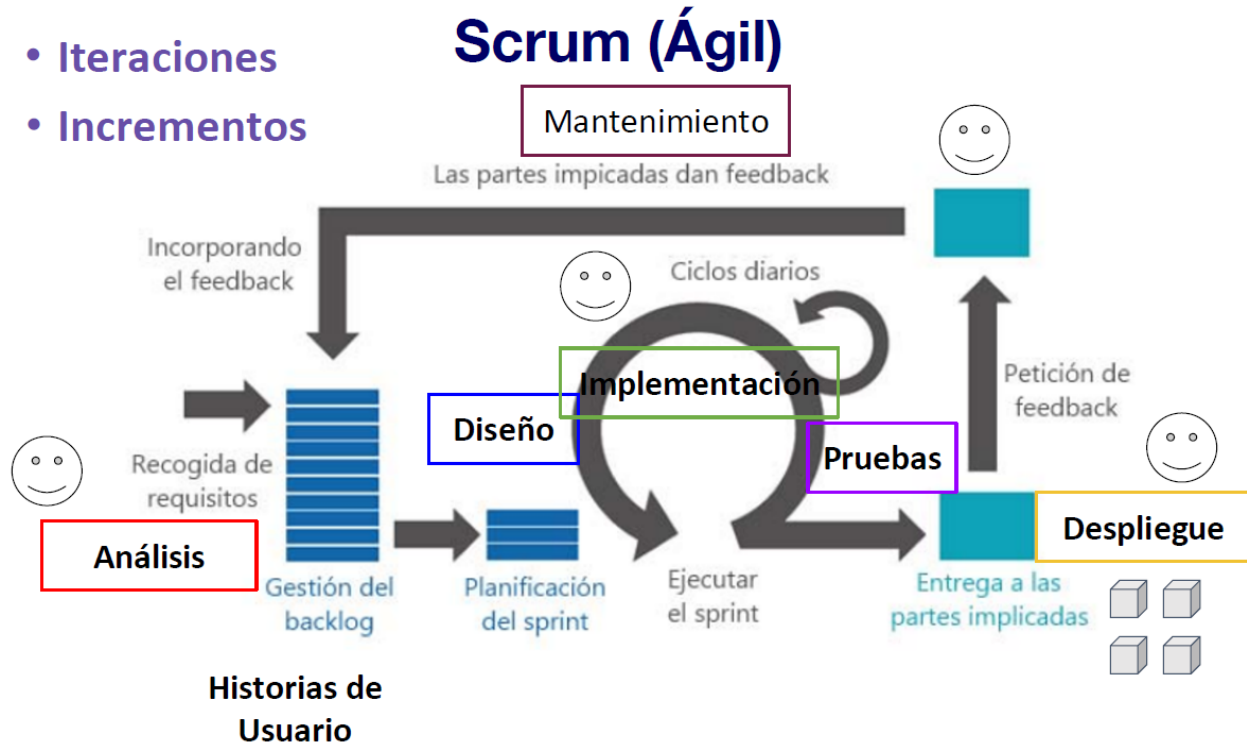 Scrum (Ágil)
• Iteraciones
• Incrementos
Mantenimiento
Las partes impicadas dan feedback
Incorporando
el feedback
Ciclos diarios
Implementación
Petición de
feedback
Diseño
Pruebas
Recogida de
requisitos
Análisis
Despliegue
Gestión del
backlog
Planificación
del sprint
Ejecutar
el sprint
Entrega a las
partes implicadas
Historias de
Usuario